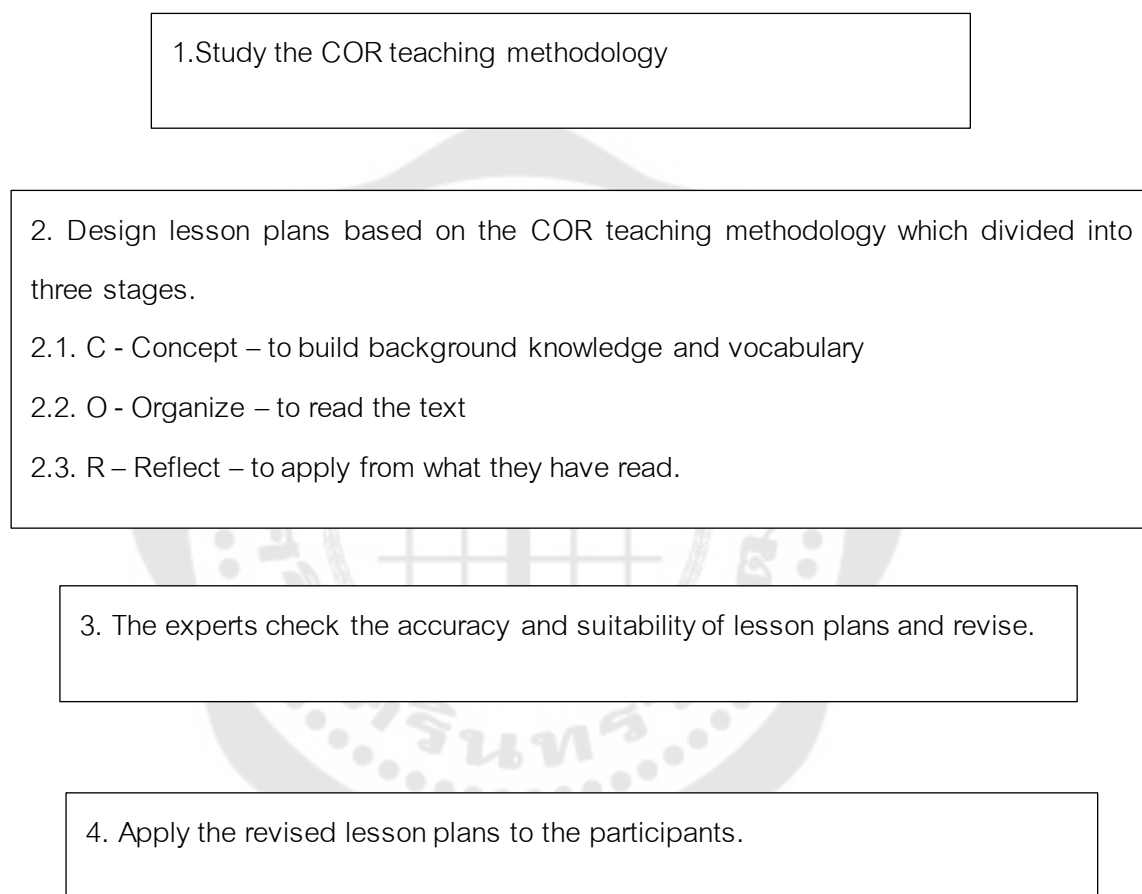 1.Study the COR teaching methodology
2. Design lesson plans based on the COR teaching methodology which divided into
three stages.
2.1. C - Concept – to build background knowledge and vocabulary
2.2. O - Organize – to read the text
2.3. R – Reflect – to apply from what they have read.
3. The experts check the accuracy and suitability of lesson plans and revise.
4. Apply the revised lesson plans to the participants.